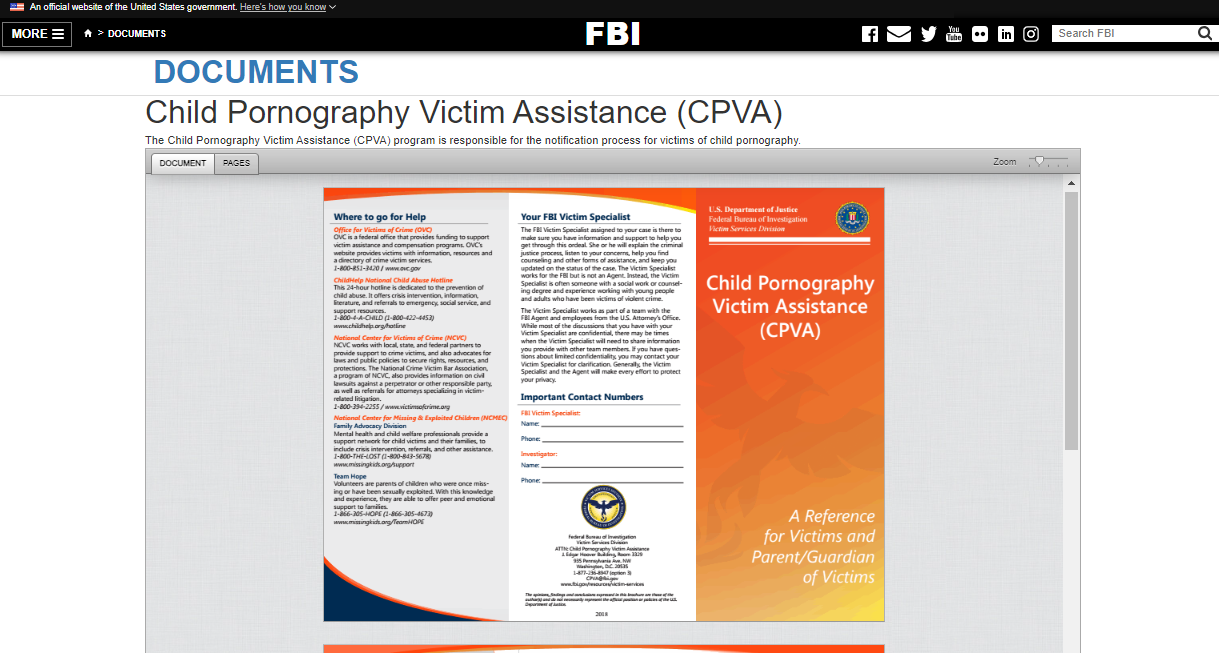 An official website of the United States government. Here's how you know
MORE
> DOCUMENTS
FBI
You
Tube
Search FBI
DOCUMENTS
Child Pornography Victim Assistance (CPVA)
The Child Pornography Victim Assistance (CPVA) program is responsible for the notification process for victims of child pornography.
DOCUMENT
PAGES
Zoom
Where to go for Help
Office for Victims of Crime (OVC)
OVC is a federal office that provides funding to support
victim assistance and compensation programs. OVC's
website provides victims with information, resources and
a directory of crime victim services.
1-800-851-3420 / www.ovc.gov
ChildHelp National Child Abuse Hotline
This 24-hour hotline is dedicated to the prevention of
child abuse. It offers crisis intervention, information,
literature, and referrals to emergency, social service, and
support resources.
1-800-4-A-CHILD (1-800-422-4453)
www.childhelp.org/hotline
National Center for Victims of Crime (NCVC)
NCVC works with local, state, and federal partners to
provide support to crime victims, and also advocates for
laws and public policies to secure rights, resources, and
protections. The National Crime Victim Bar Association,
a program of NCVC, also provides information on civil
lawsuits against a perpetrator or other responsible party,
as well as referrals for attorneys specializing in victim-
related litigation.
1-800-394-2255 / www.victimsofcrime.org
National Center for Missing & Exploited Children (NCMEC)
Family Advocacy Division
Mental health and child welfare professionals provide a
support network for child victims and their families, to
include crisis intervention, referrals, and other assistance.
1-800-THE-LOST (1-800-843-5678)
www.missingkids.org/support
Team Hope
Volunteers are parents of children who were once miss-
ing or have been sexually exploited. With this knowledge
and experience, they are able to offer peer and emotional
support to families.
1-866-305-HOPE (1-866-305-4673)
www.missingkids.org/TeamHOPE
Your FBI Victim Specialist
The FBI Victim Specialist assigned to your case is there to
make sure you have information and support to help you
get through this ordeal. She or he will explain the criminal
justice process, listen to your concerns, help you find
counseling and other forms of assistance, and keep you
updated on the status of the case. The Victim Specialist
works for the FBI but is not an Agent. Instead, the Victim
Specialist is often someone with a social work or counsel-
ing degree and experience working with young people
and adults who have been victims of violent crime.
The Victim Specialist works as part of a team with the
FBI Agent and employees from the U.S. Attorney's Office.
While most of the discussions that you have with your
Victim Specialist are confidential, there may be times
when the Victim Specialist will need to share information
you provide with other team members. If you have ques-
tions about limited confidentiality, you may contact your
Victim Specialist for clarification. Generally, the Victim
Specialist and the Agent will make every effort to protect
your privacy.
Important Contact Numbers
FBI Victim Specialist:
Name:
Phone:
Investigator:
Name:
Phone:
Federal Bureau of Investigation
Victim Services Division
ATTN: Child Pornography Victim Assistance
J. Edgar Hoover Building, Room 3329
935 Pennsylvania Ave. NW
Washington, D.C. 20535
1-877-236-8947 (option 3)
CPVA@fbi.gov
www.fbi.gov/resources/victim-services
The opinions, findings and conclusions expressed in this brochure are those of the
author(s) and do not necessarily represent the official position or policies of the U.S.
Department of Justice.
2018
U.S. Department of Justice
Federal Bureau of Investigation
Victim Services Division
Child Pornography
Victim Assistance
(CPVA)
A Reference
for Victims and
Parent/Guardian
of Victims